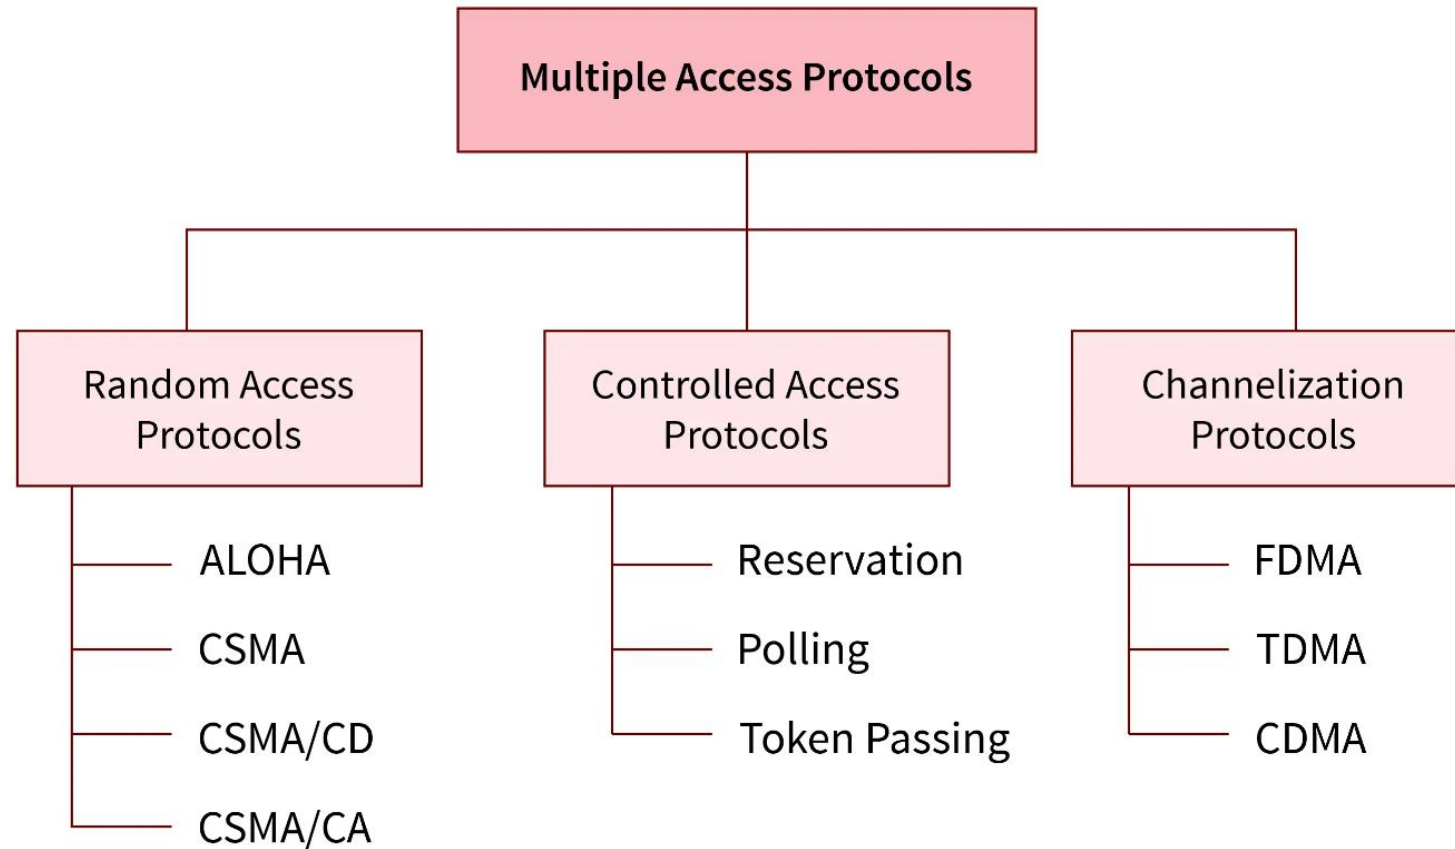 Multiple Access Protocols
Random Access
Protocols
ALOHA
CSMA
CSMA/CD
CSMA/CA
Controlled Access
Protocols
Reservation
Polling
Token Passing
Channelization
Protocols
FDMA
TDMA
CDMA